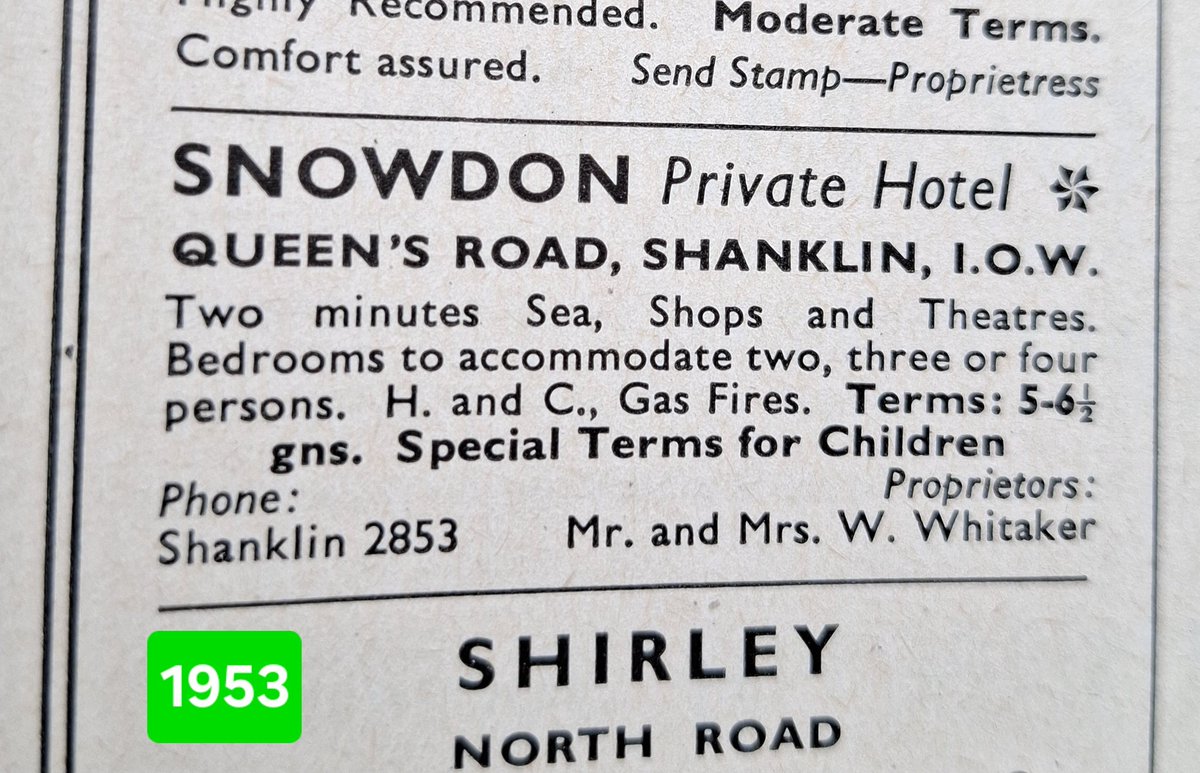 Highly Recommended. Moderate Terms.
Comfort assured. Send Stamp—Proprietress
SNOWDON Private Hotel
QUEEN'S ROAD, SHANKLIN, I.O.W.
Two minutes Sea, Shops and Theatres.
Bedrooms to accommodate two, three or four
persons. H. and C., Gas Fires. Terms: 5-6½
gns. Special Terms for Children
Phone: Proprietors:
Shanklin 2853 Mr. and Mrs. W. Whitaker
SHIRLEY
1953
NORTH ROAD